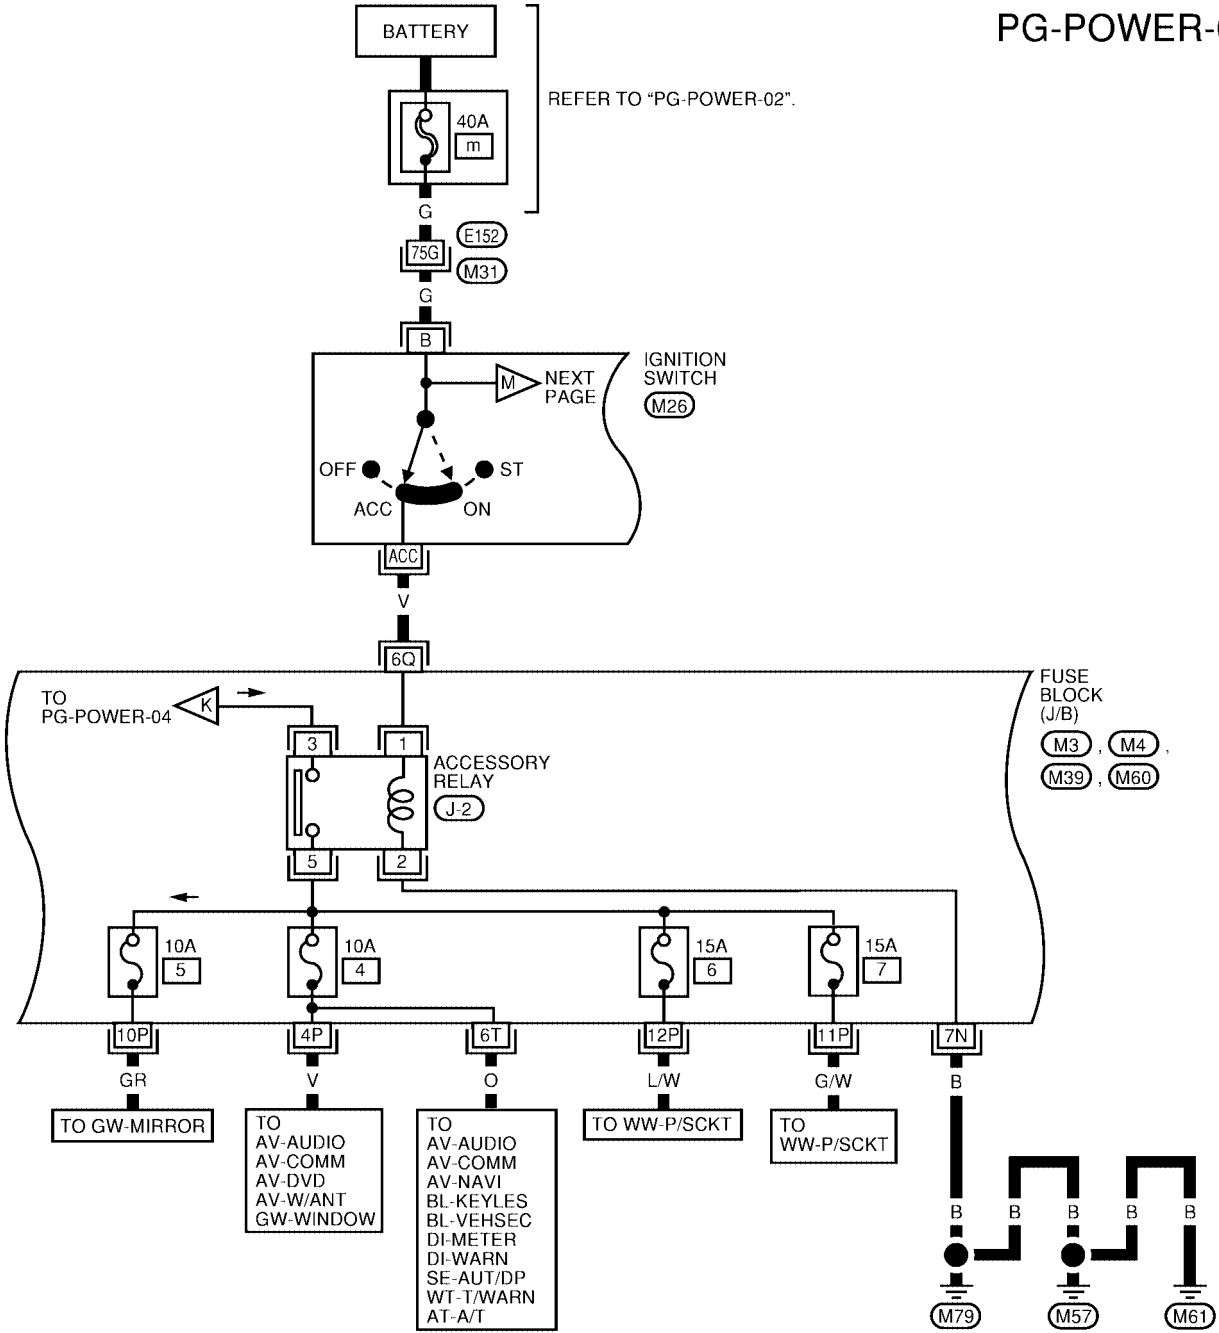 PG-POWER-
BATTERY
REFER TO “PG-POWER-02”.
40A
m
G
E152
75G
M31
G
B
IGNITION
SWITCH
M26
M
NEXT
PAGE
OFF
ST
ACC
ON
ACC
V
6Q
FUSE
BLOCK
(J/B)
M3 , M4 ,
M39 , M60
TO
PG-POWER-04
K
3
1
ACCESSORY
RELAY
J-2
5
2
10A
5
10A
4
15A
6
15A
7
10P
4P
6T
12P
11P
7N
GR
V
O
L/W
G/W
B
TO GW-MIRROR
TO
AV-AUDIO
AV-COMM
AV-DVD
AV-W/ANT
GW-WINDOW
TO
AV-AUDIO
AV-COMM
AV-NAVI
BL-KEYLES
BL-VEHSEC
DI-METER
DI-WARN
SE-AUT/DP
WT-T/WARN
AT-A/T
TO WW-P/SCKT
TO
WW-P/SCKT
B
B
B
B
B
M79
M57
M61